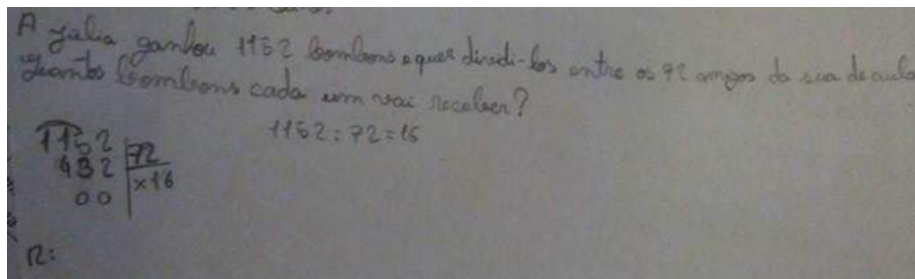 A Júlia ganhou 1152 bombons e quer dividi-los entre os 72 amigos da sua de aula
Quantos bombons cada um vai receber?
1152 : 72 = 16
1152 72
432 x16
00
R: